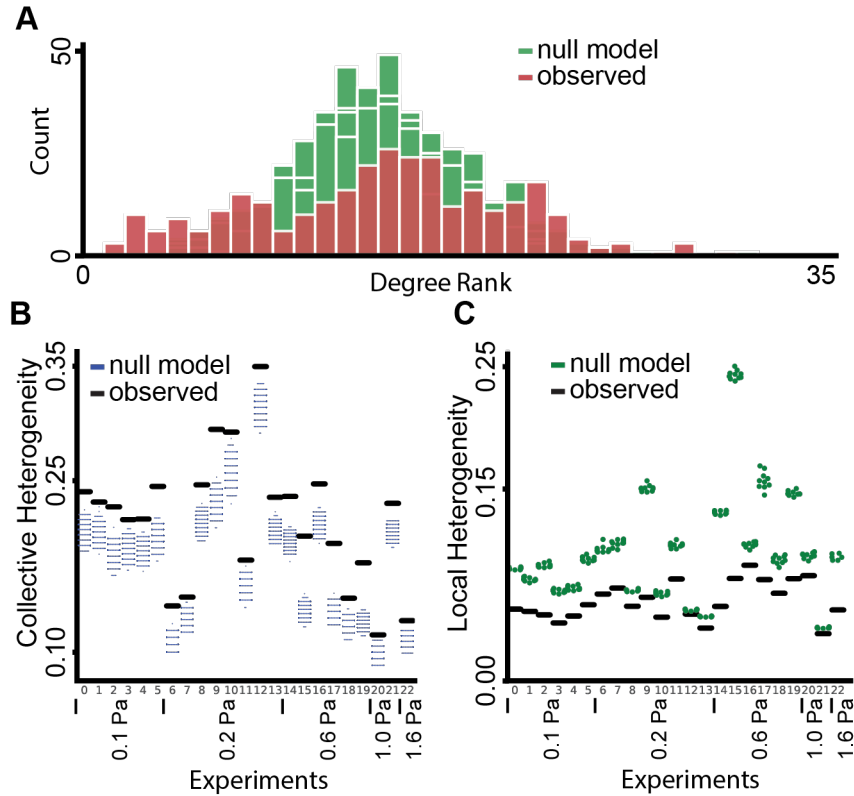 A
50
Count
0
null model
observed
0
Degree Rank
35
B
0.35
0.25
0.10
Collective Heterogeneity
null model
observed
0 1 2 3 4 5 6 7 8 9 10 11 12 13 14 15 16 17 18 19 20 21 22
0.1 Pa
0.2 Pa
0.6 Pa
1.0 Pa
1.6 Pa
Experiments
C
0.25
0.15
0.00
Local Heterogeneity
null model
observed
0 1 2 3 4 5 6 7 8 9 10 11 12 13 14 15 16 17 18 19 20 21 22
0.1 Pa
0.2 Pa
0.6 Pa
1.0 Pa
1.6 Pa
Experiments